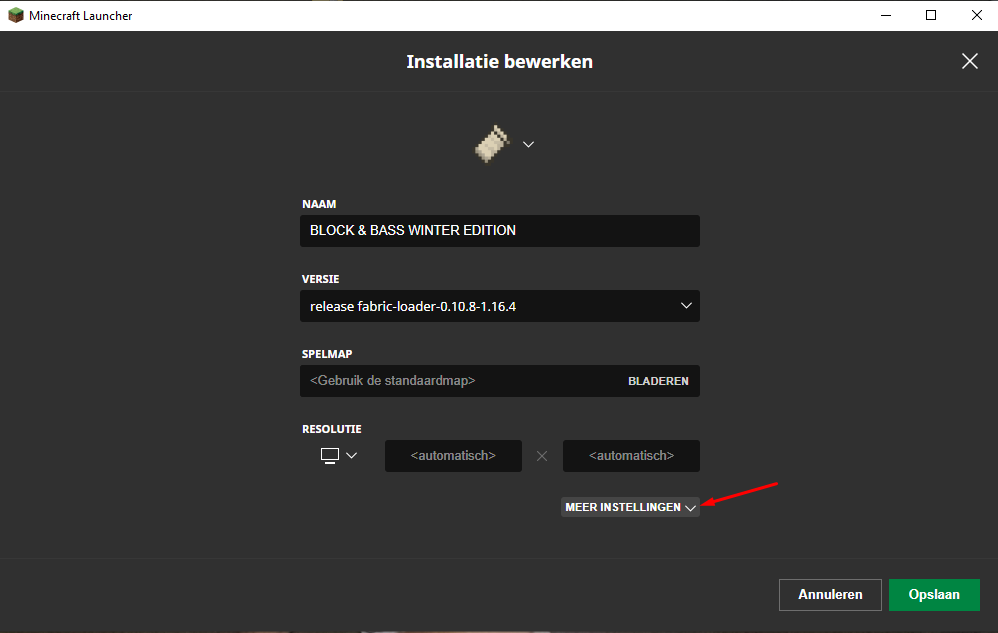 Minecraft Launcher
Installatie bewerken
NAAM
BLOCK & BASS WINTER EDITION
VERSIE
release fabric-loader-0.10.8-1.16.4
SPELMAP
<Gebruik de standaardmap> BLADEREN
RESOLUTIE
<automatisch> <automatisch>
MEER INSTELLINGEN
Annuleren Opslaan